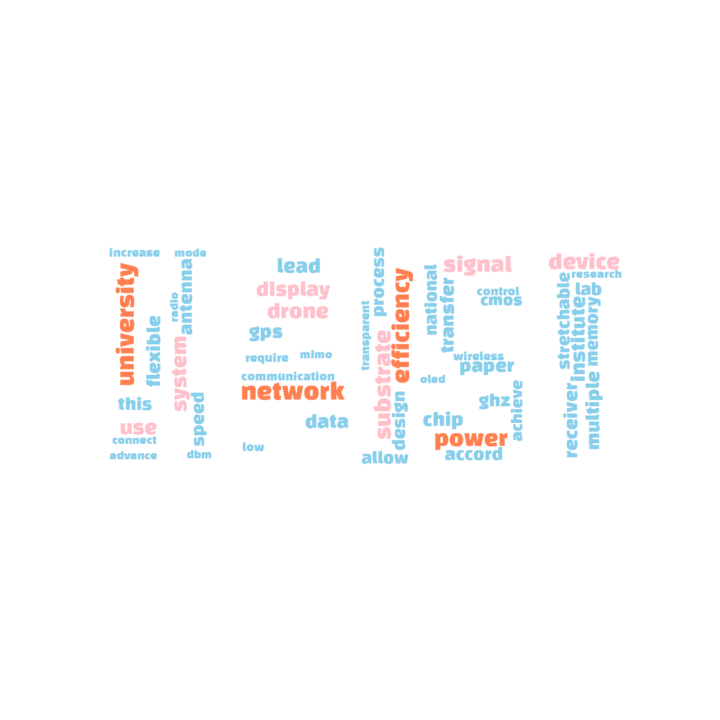 increase
mode
university
antenna
radio
flexible
system
this
speed
use
connect
advance
dbm
lead
display
drone
gps
require
mimo
communication
network
data
low
process
efficiency
transparent
substrate
design
allow
national
transfer
signal
control
cmos
wireless
paper
oled
ghz
achieve
chip
power
accord
device
research
stretchable
lab
institute
memory
receiver
multiple